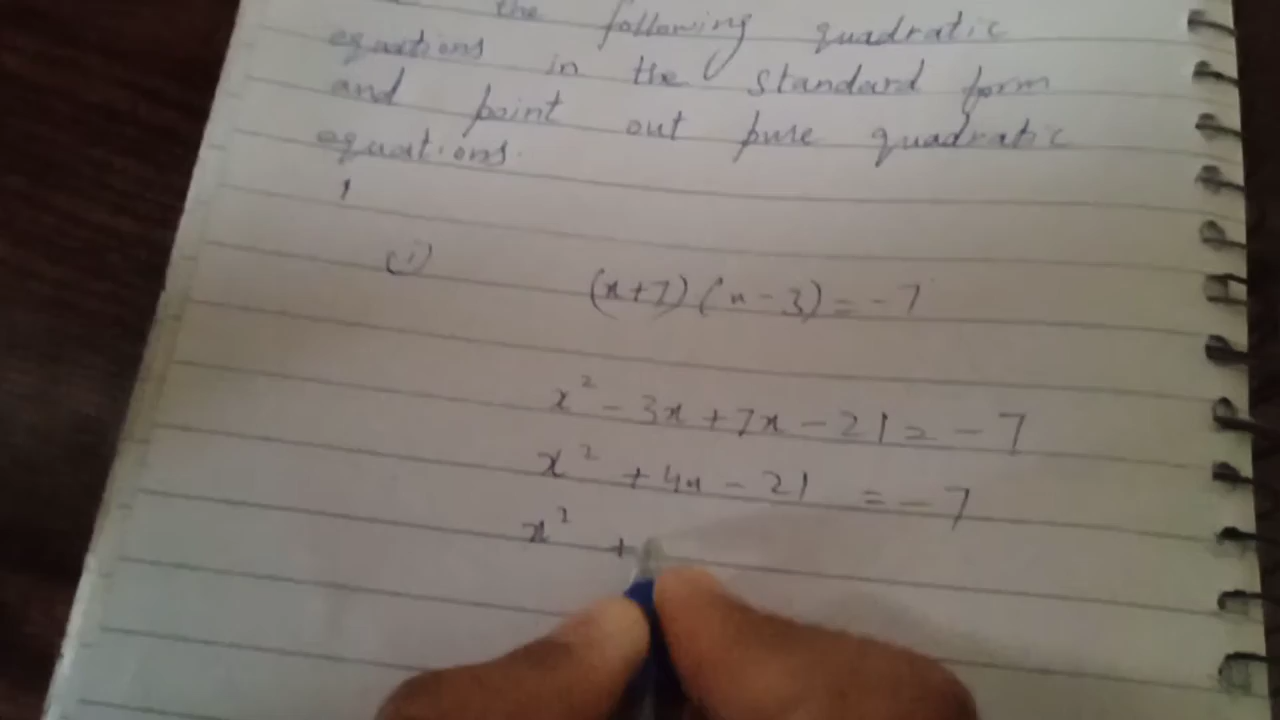 the following quadratic
equations in the standard form
and point out pure quadratic
equations.
(i) (x+7)(x-3)=-7
x² - 3x + 7x - 21 = -7
x² + 4x - 21 = -7
x² +